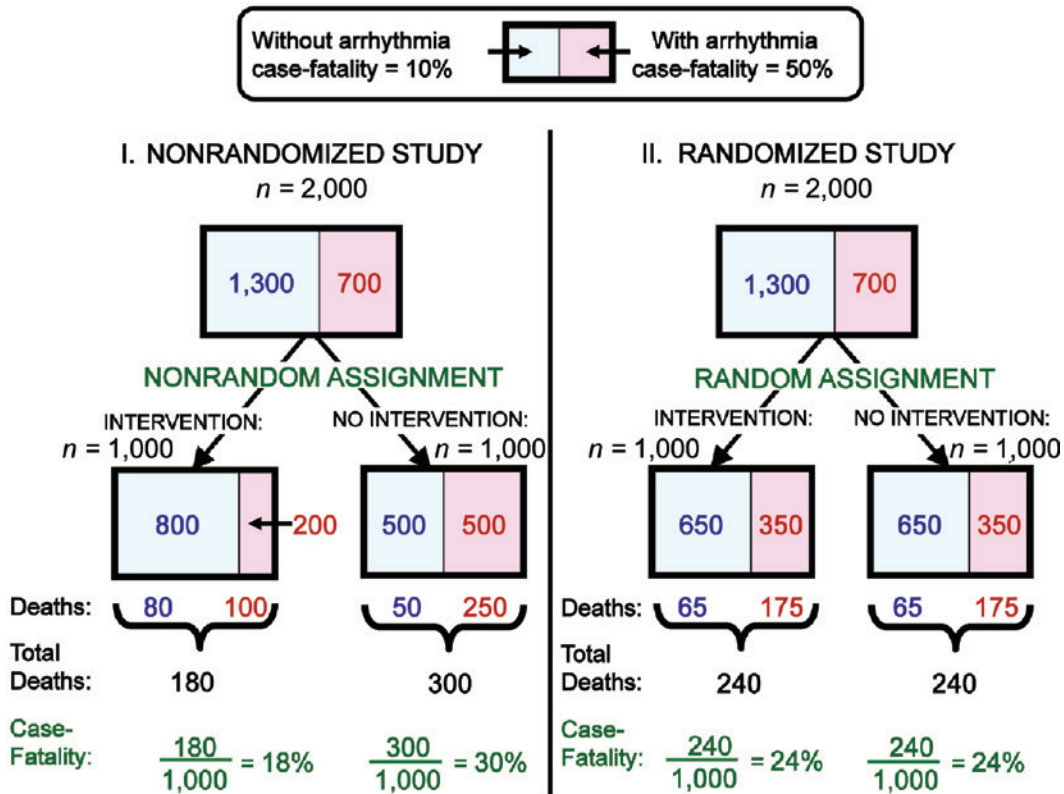 Without arrhythmia
case-fatality = 10%
With arrhythmia
case-fatality = 50%
I. NONRANDOMIZED STUDY
n = 2,000
1,300 700
NONRANDOM ASSIGNMENT
INTERVENTION:
n = 1,000
NO INTERVENTION:
n = 1,000
800 200
500 500
Deaths: 80 100 50 250
Total
Deaths: 180 300
Case-
Fatality: 180/1,000 = 18% 300/1,000 = 30%
II. RANDOMIZED STUDY
n = 2,000
1,300 700
RANDOM ASSIGNMENT
INTERVENTION:
n = 1,000
NO INTERVENTION:
n = 1,000
650 350
650 350
Deaths: 65 175 65 175
Total
Deaths: 240 240
Case-
Fatality: 240/1,000 = 24% 240/1,000 = 24%